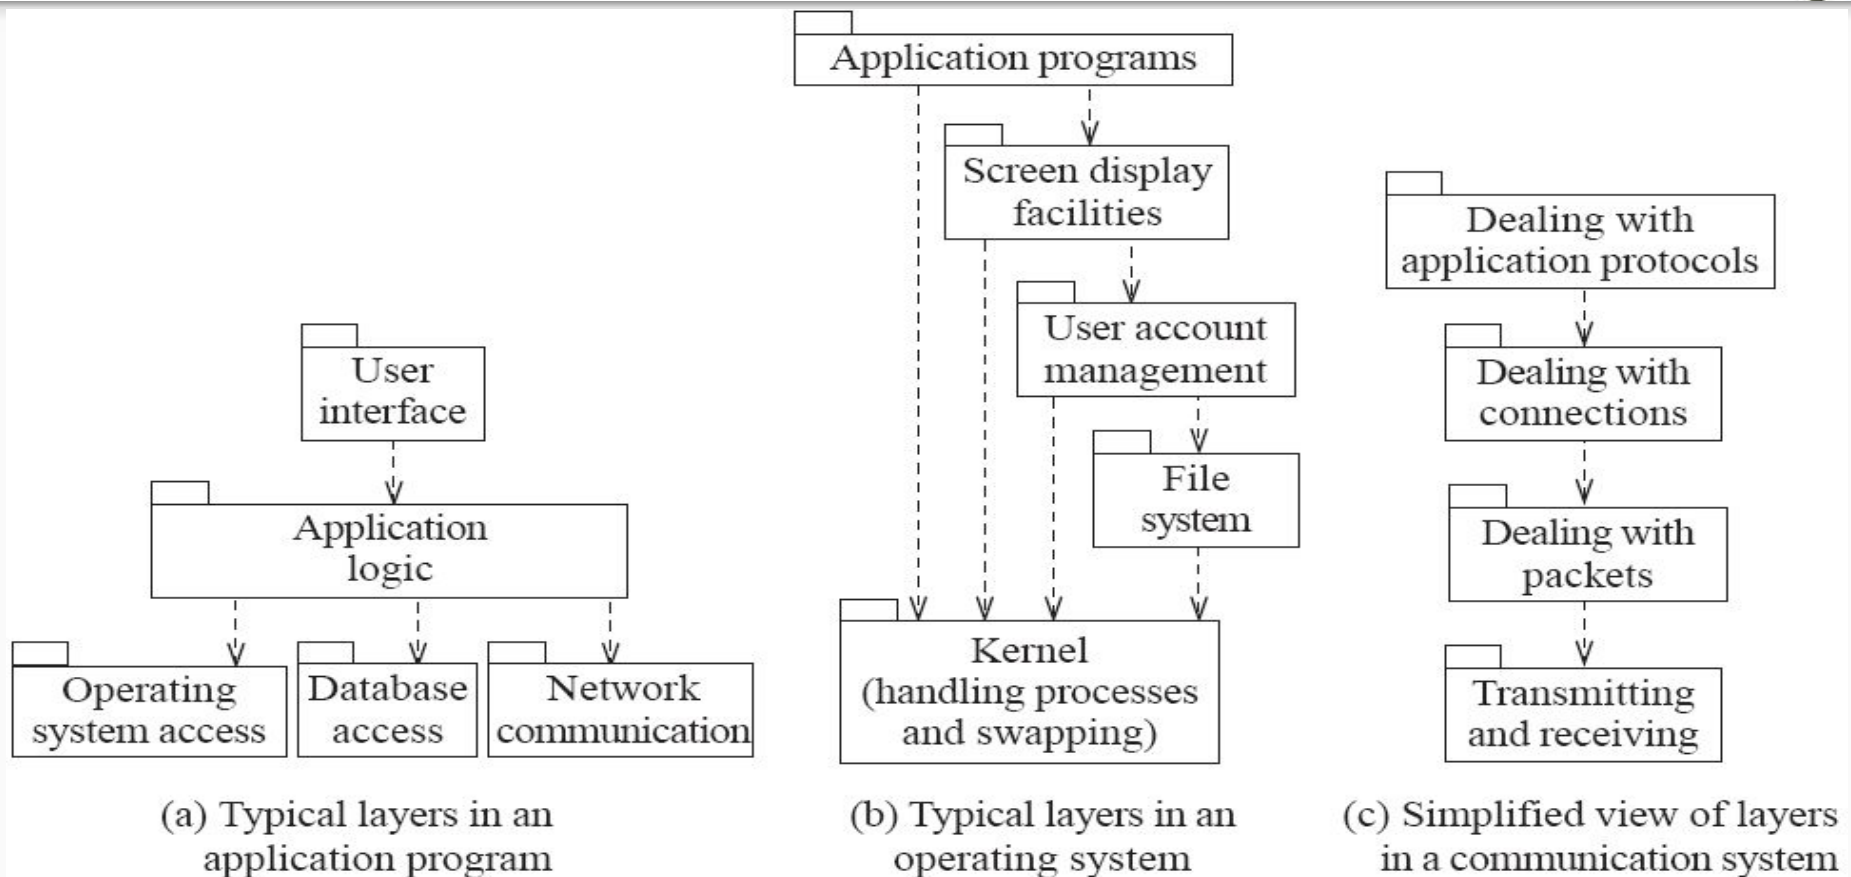 User
interface
Application
logic
Operating
system access
Database
access
Network
communication
(a) Typical layers in an
application program
Application programs
Screen display
facilities
User account
management
File
system
Kernel
(handling processes
and swapping)
(b) Typical layers in an
operating system
Dealing with
application protocols
Dealing with
connections
Dealing with
packets
Transmitting
and receiving
(c) Simplified view of layers
in a communication system